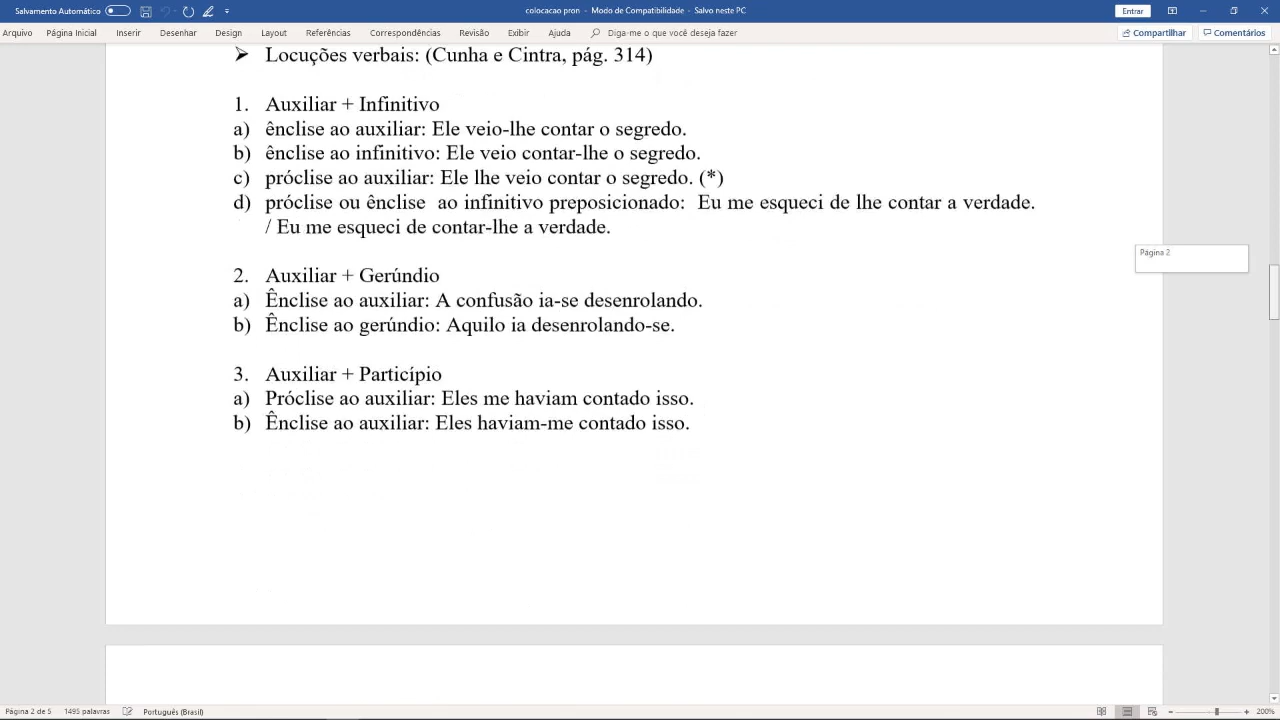 Salvamento Automático
colocacao pron - Modo de Compatibilidade - Salvo neste PC
Entrar
Arquivo Página Inicial Inserir Desenhar Design Layout Referências Correspondências Revisão Exibir Ajuda Diga-me o que você deseja fazer Compartilhar Comentários
➢ Locuções verbais: (Cunha e Cintra, pág. 314)
1. Auxiliar + Infinitivo
a) ênclise ao auxiliar: Ele veio-lhe contar o segredo.
b) ênclise ao infinitivo: Ele veio contar-lhe o segredo.
c) próclise ao auxiliar: Ele lhe veio contar o segredo. (*)
d) próclise ou ênclise ao infinitivo preposicionado: Eu me esqueci de lhe contar a verdade.
/ Eu me esqueci de contar-lhe a verdade.
Página 2
2. Auxiliar + Gerúndio
a) Ênclise ao auxiliar: A confusão ia-se desenrolando.
b) Ênclise ao gerúndio: Aquilo ia desenrolando-se.
3. Auxiliar + Particípio
a) Próclise ao auxiliar: Eles me haviam contado isso.
b) Ênclise ao auxiliar: Eles haviam-me contado isso.
Página 2 de 5 1495 palavras Português (Brasil) 200%